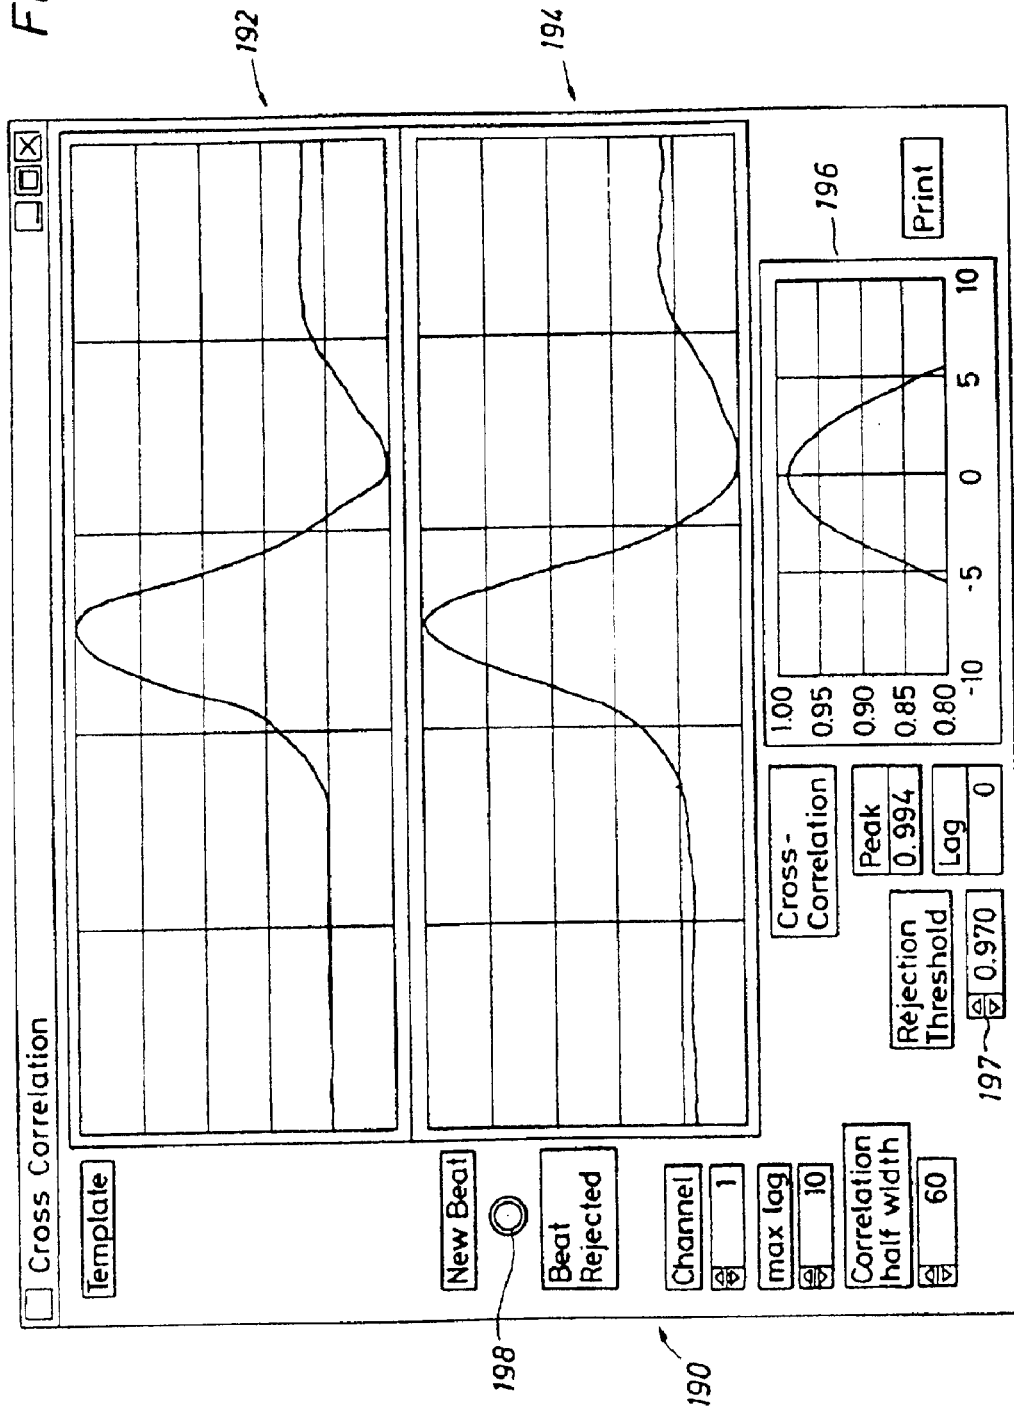 Cross Correlation
Template
192
New Beat
198
Beat
Rejected
194
Channel
1
max lag
10
Correlation
half width
60
190
Rejection
Threshold
0.970
197
Cross-
Correlation
Peak
0.994
Lag
0
1.00
0.95
0.90
0.85
0.80
-10
-5
0
5
10
196
Print